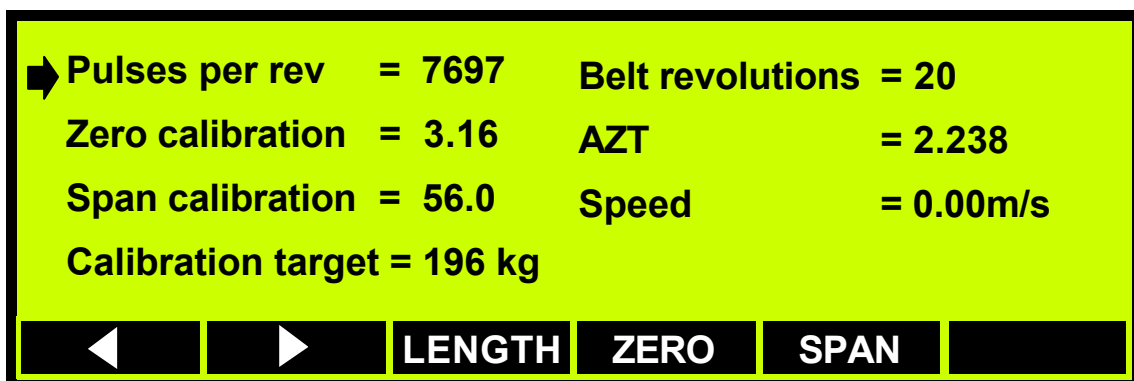 Pulses per rev = 7697
Zero calibration = 3.16
Span calibration = 56.0
Calibration target = 196 kg
Belt revolutions = 20
AZT = 2.238
Speed = 0.00m/s
LENGTH ZERO SPAN